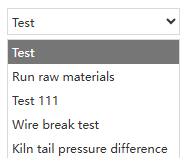 Test
Test
Run raw materials
Test 111
Wire break test
Kiln tail pressure difference